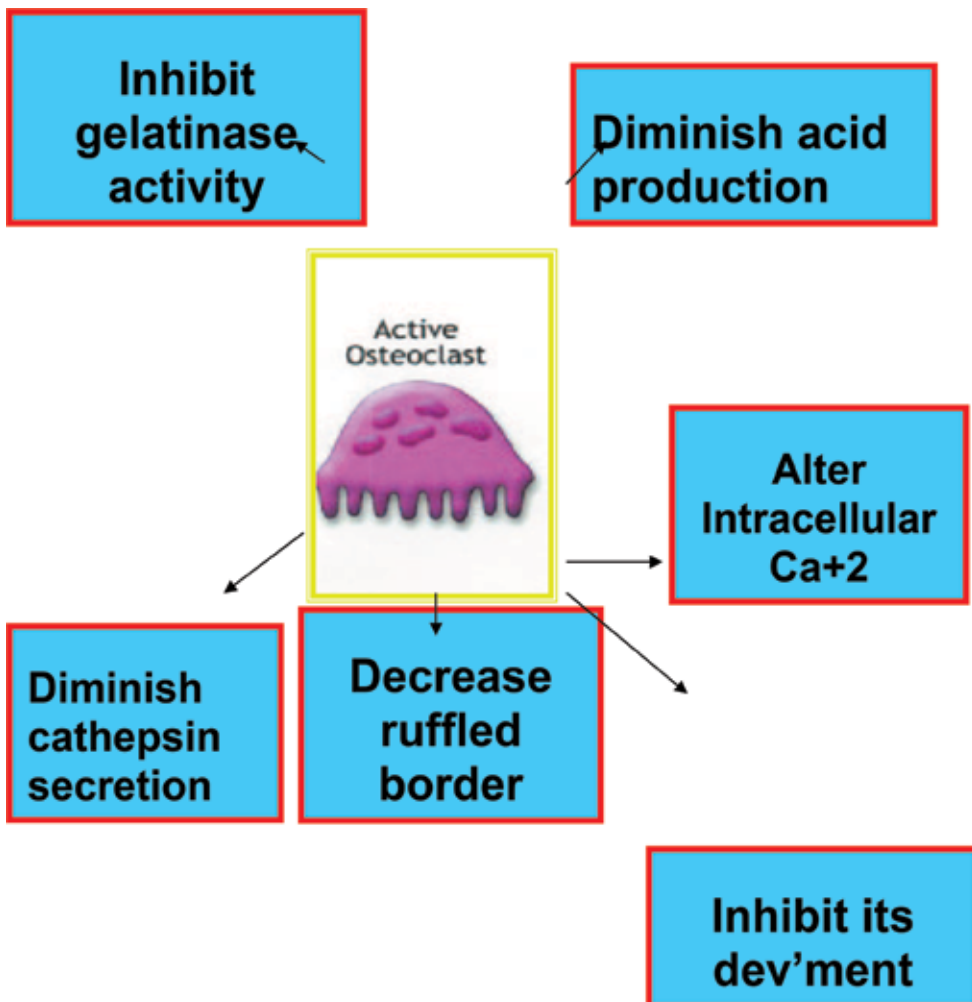 Inhibit
gelatinase
activity
Diminish acid
production
Active
Osteoclast
Alter
Intracellular
Ca+2
Diminish
cathepsin
secretion
Decrease
ruffled
border
Inhibit its
dev’ment